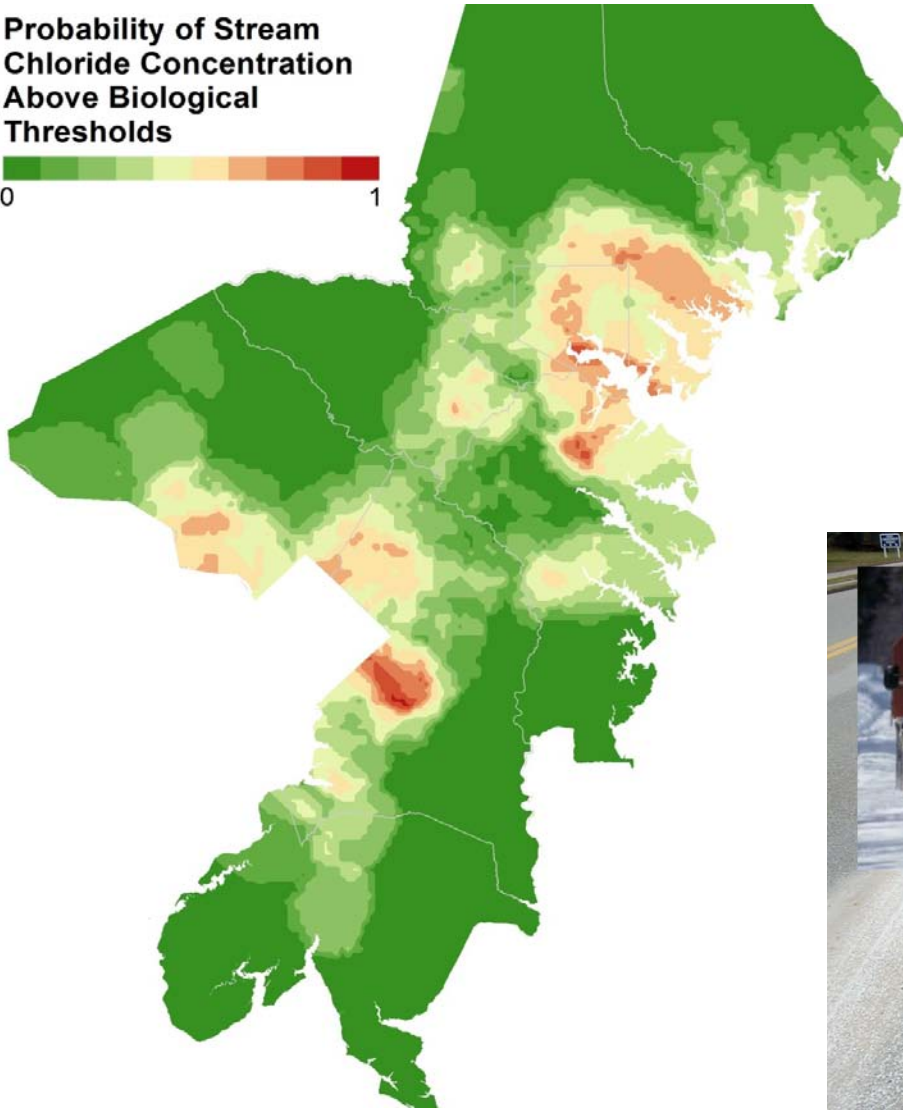 Probability of Stream
Chloride Concentration
Above Biological
Thresholds
0 1